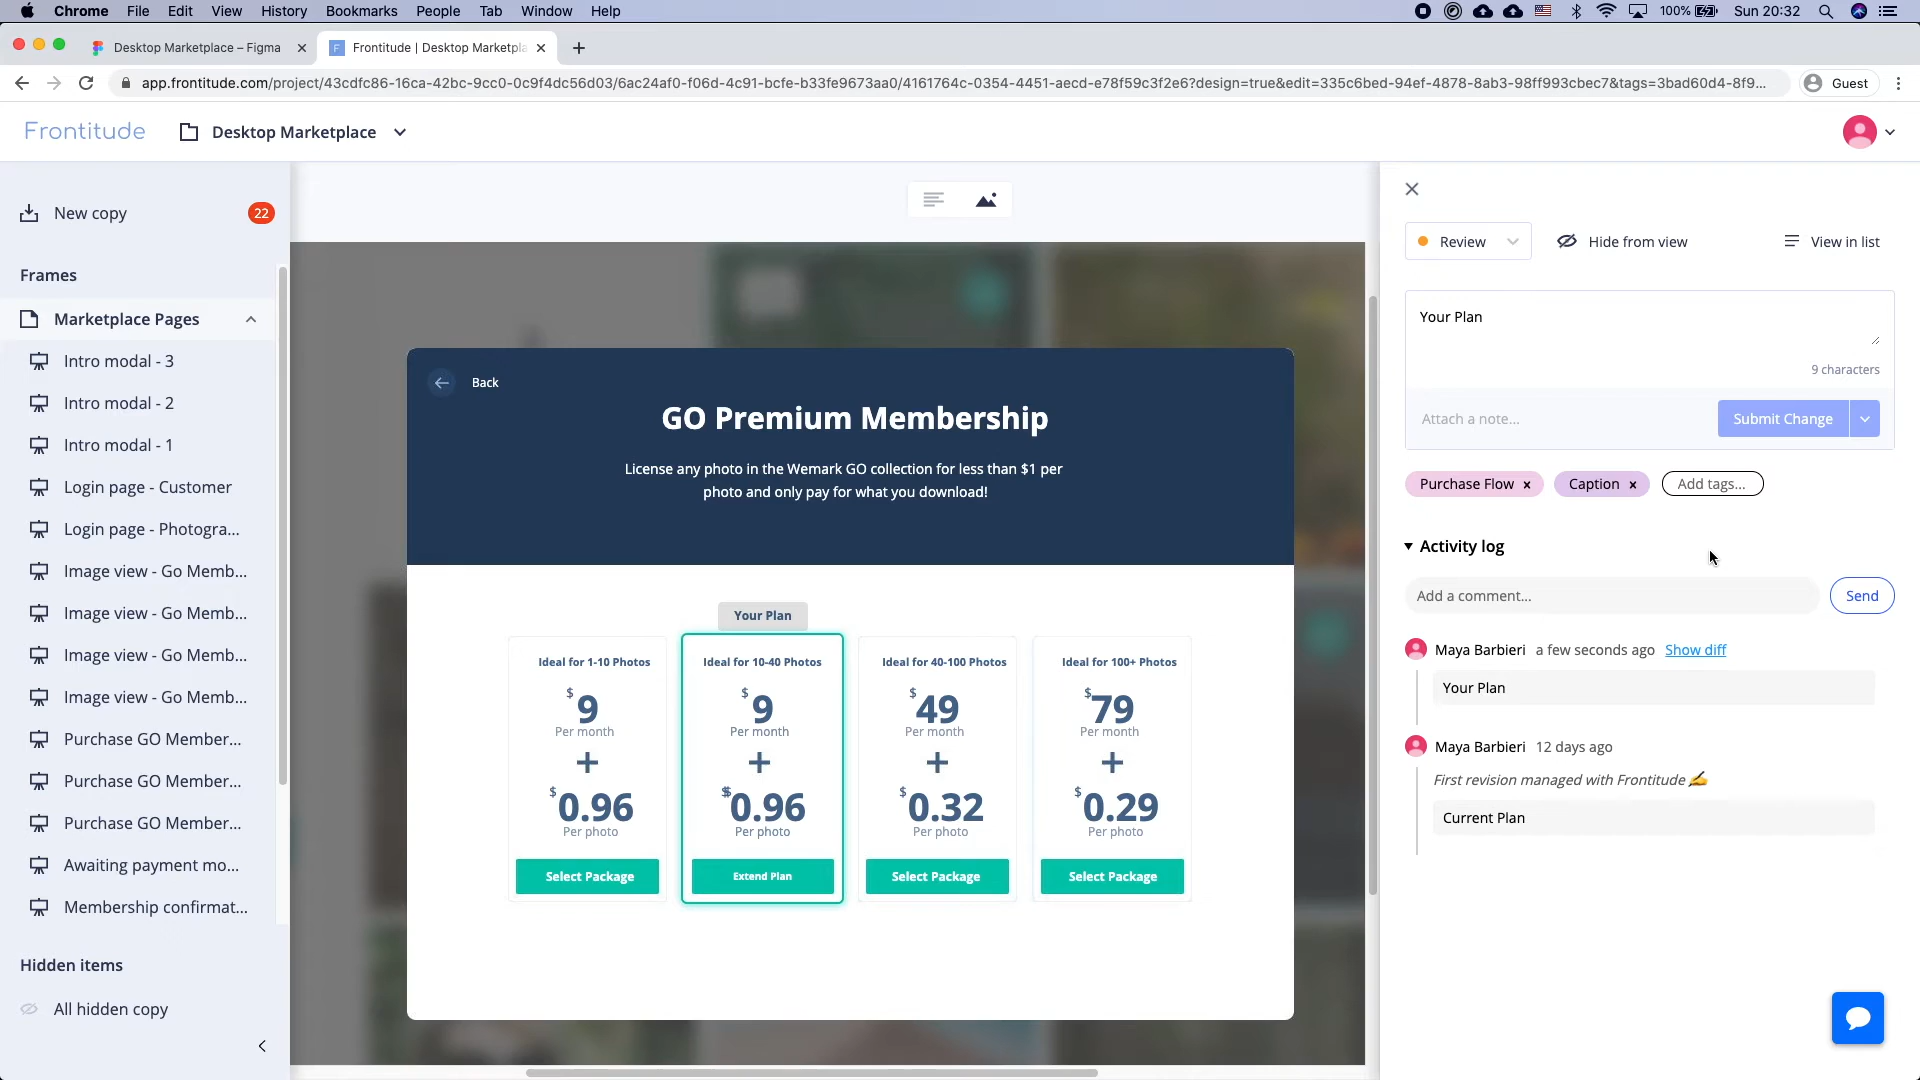 Chrome File Edit View History Bookmarks People Tab Window Help
100% Sun 20:32
Desktop Marketplace – Figma
Frontitude | Desktop Marketpla
app.frontitude.com/project/43cdfc86-16ca-42bc-9cc0-0c9f4dc56d03/6ac24af0-f06d-4c91-bcfe-b33fe9673aa0/4161764c-0354-4451-aecd-e78f59c3f2e6?design=true&edit=335c6bed-94ef-4878-8ab3-98ff993cbec7&tags=3bad60d4-8f9...
Guest
Frontitude
Desktop Marketplace
New copy
22
Frames
Marketplace Pages
Intro modal - 3
Intro modal - 2
Intro modal - 1
Login page - Customer
Login page - Photogra...
Image view - Go Memb...
Image view - Go Memb...
Image view - Go Memb...
Image view - Go Memb...
Purchase GO Member...
Purchase GO Member...
Purchase GO Member...
Awaiting payment mo...
Membership confirmat...
Hidden items
All hidden copy
Back
GO Premium Membership
License any photo in the Wemark GO collection for less than $1 per
photo and only pay for what you download!
Your Plan
Ideal for 1-10 Photos
$9
Per month
+
$0.96
Per photo
Select Package
Ideal for 10-40 Photos
$9
Per month
+
$0.96
Per photo
Extend Plan
Ideal for 40-100 Photos
$49
Per month
+
$0.32
Per photo
Select Package
Ideal for 100+ Photos
$79
Per month
+
$0.29
Per photo
Select Package
Review
Hide from view
View in list
Your Plan
9 characters
Attach a note...
Submit Change
Purchase Flow ×
Caption ×
Add tags...
Activity log
Add a comment...
Send
Maya Barbieri a few seconds ago Show diff
Your Plan
Maya Barbieri 12 days ago
First revision managed with Frontitude ✍️
Current Plan